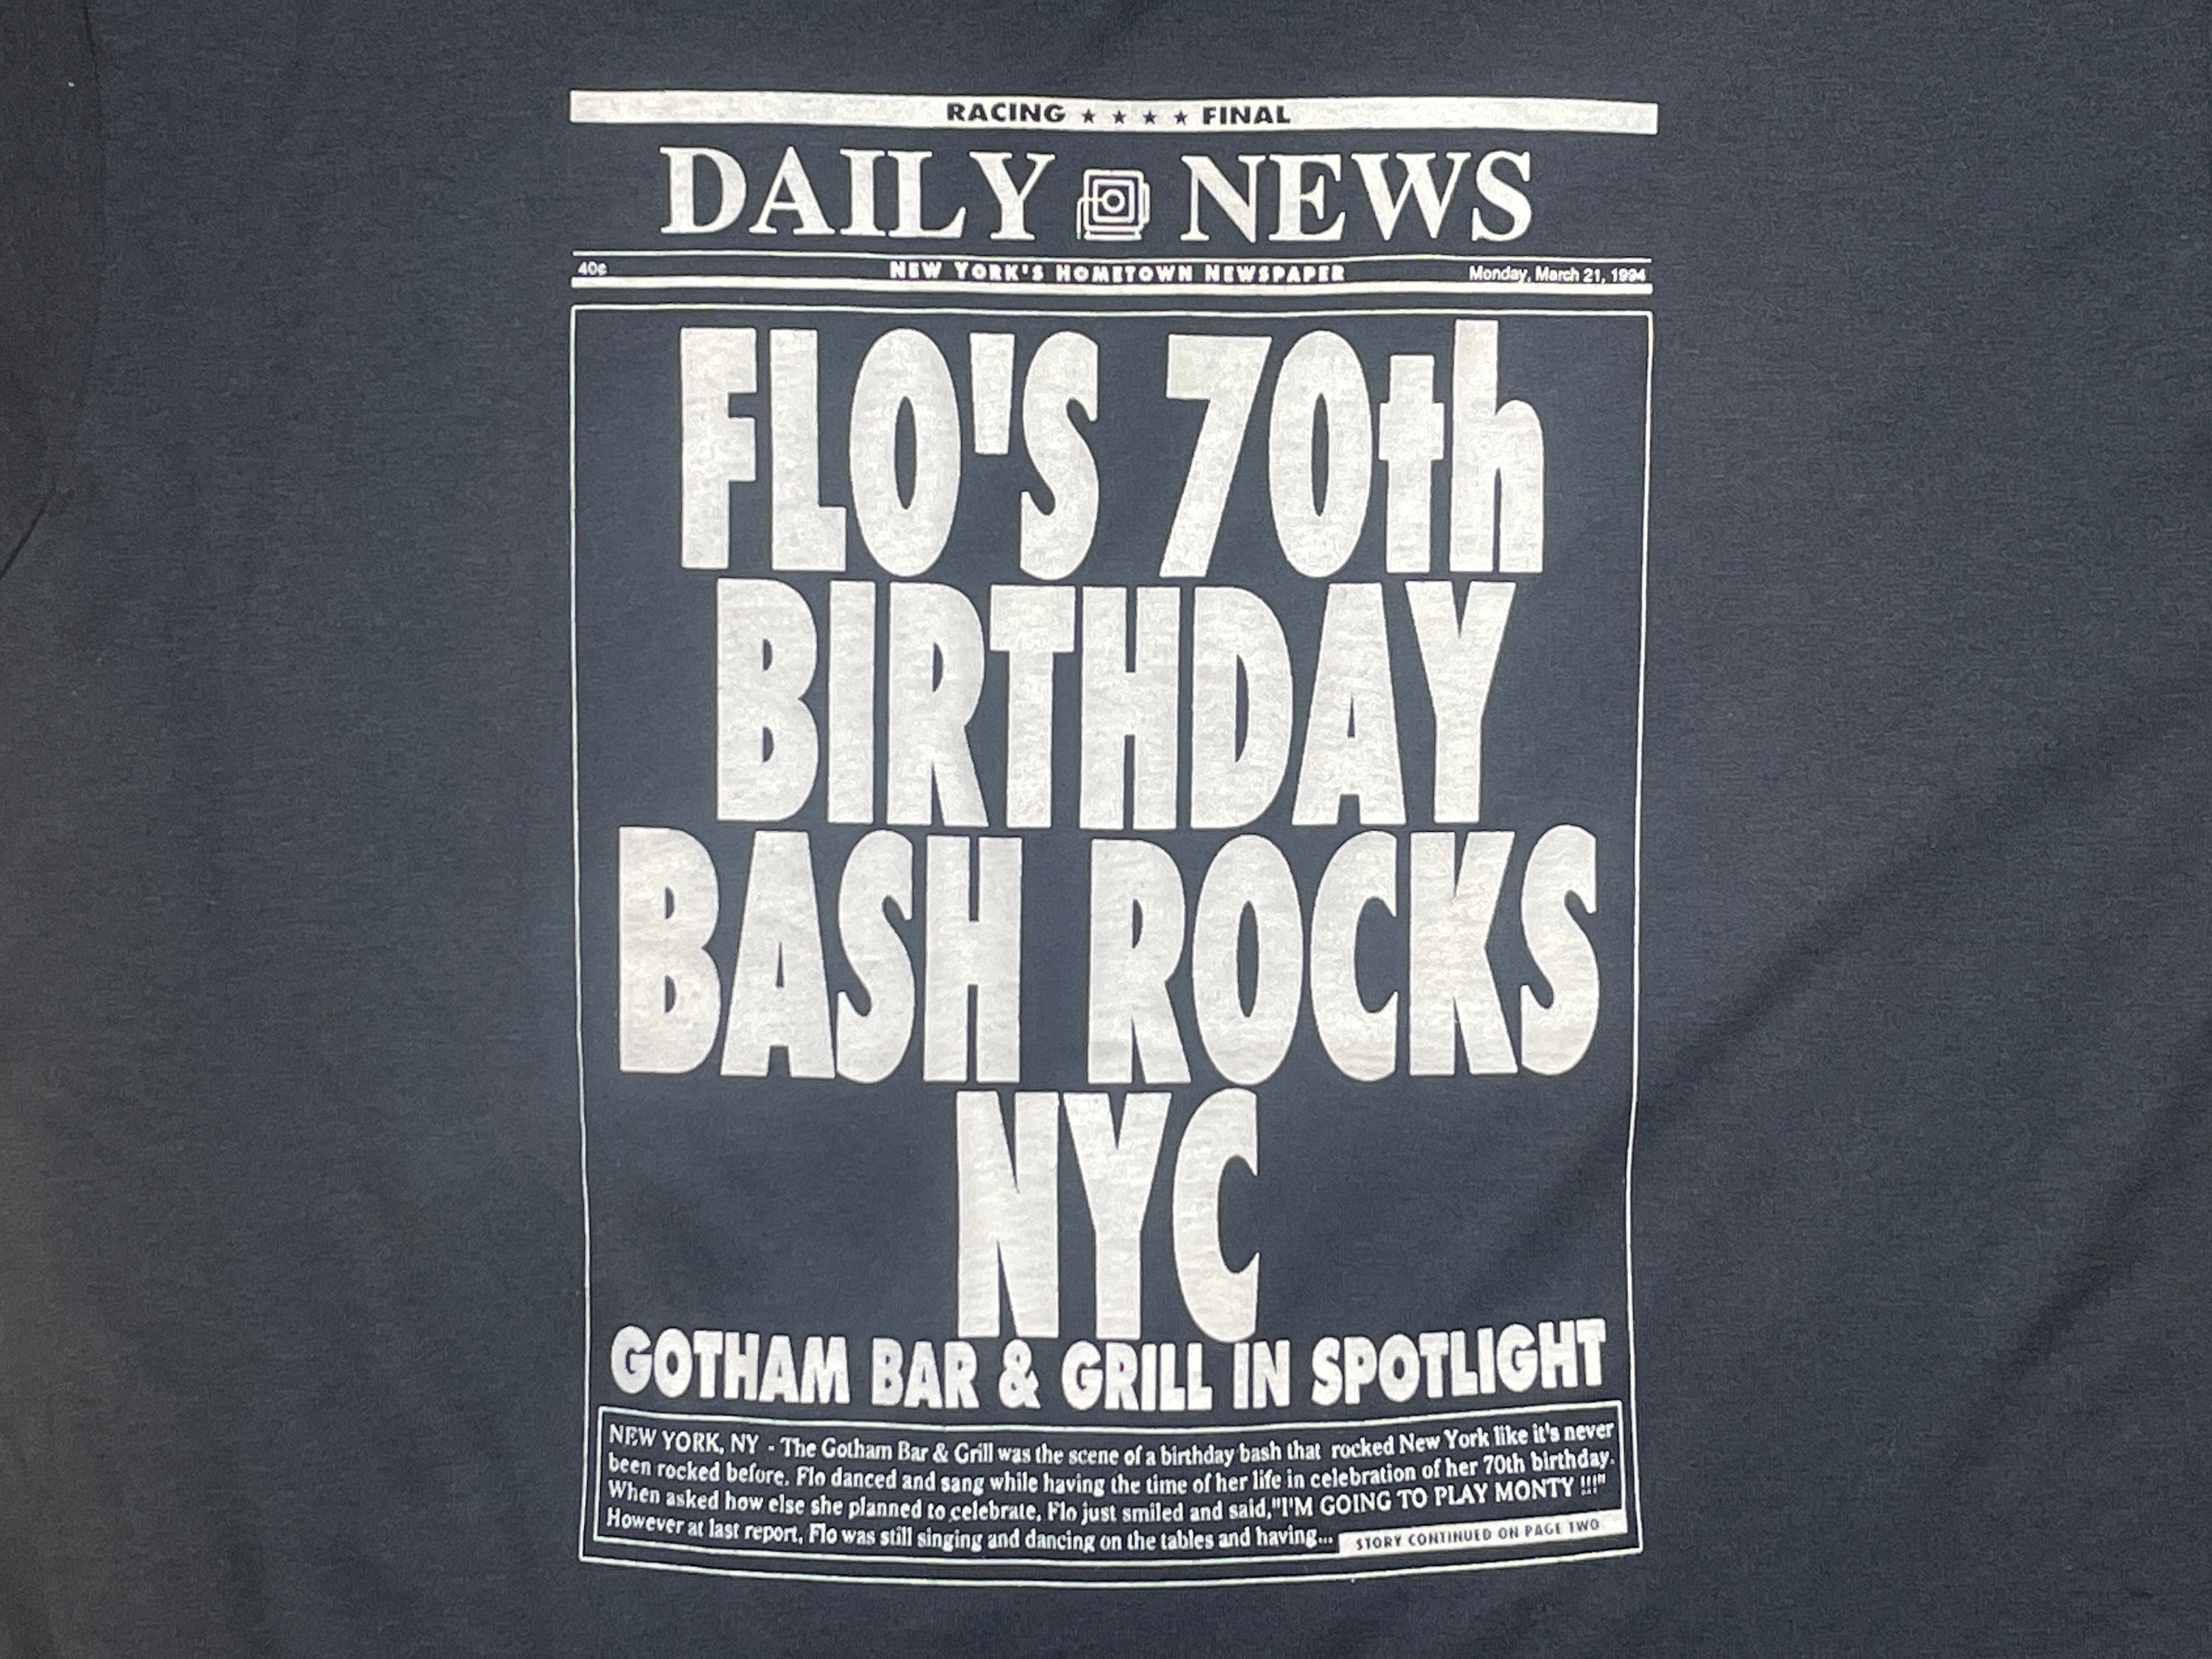 RACING ★ ★ ★ ★ FINAL
DAILY NEWS
40¢ NEW YORK'S HOMETOWN NEWSPAPER Monday, March 21, 1994
FLO'S 70th
BIRTHDAY
BASH ROCKS
NYC
GOTHAM BAR & GRILL IN SPOTLIGHT
NEW YORK, NY - The Gotham Bar & Grill was the scene of a birthday bash that rocked New York like it's never
been rocked before. Flo danced and sang while having the time of her life in celebration of her 70th birthday.
When asked how else she planned to celebrate, Flo just smiled and said,"I'M GOING TO PLAY MONTY !!!"
However at last report, Flo was still singing and dancing on the tables and having... STORY CONTINUED ON PAGE TWO